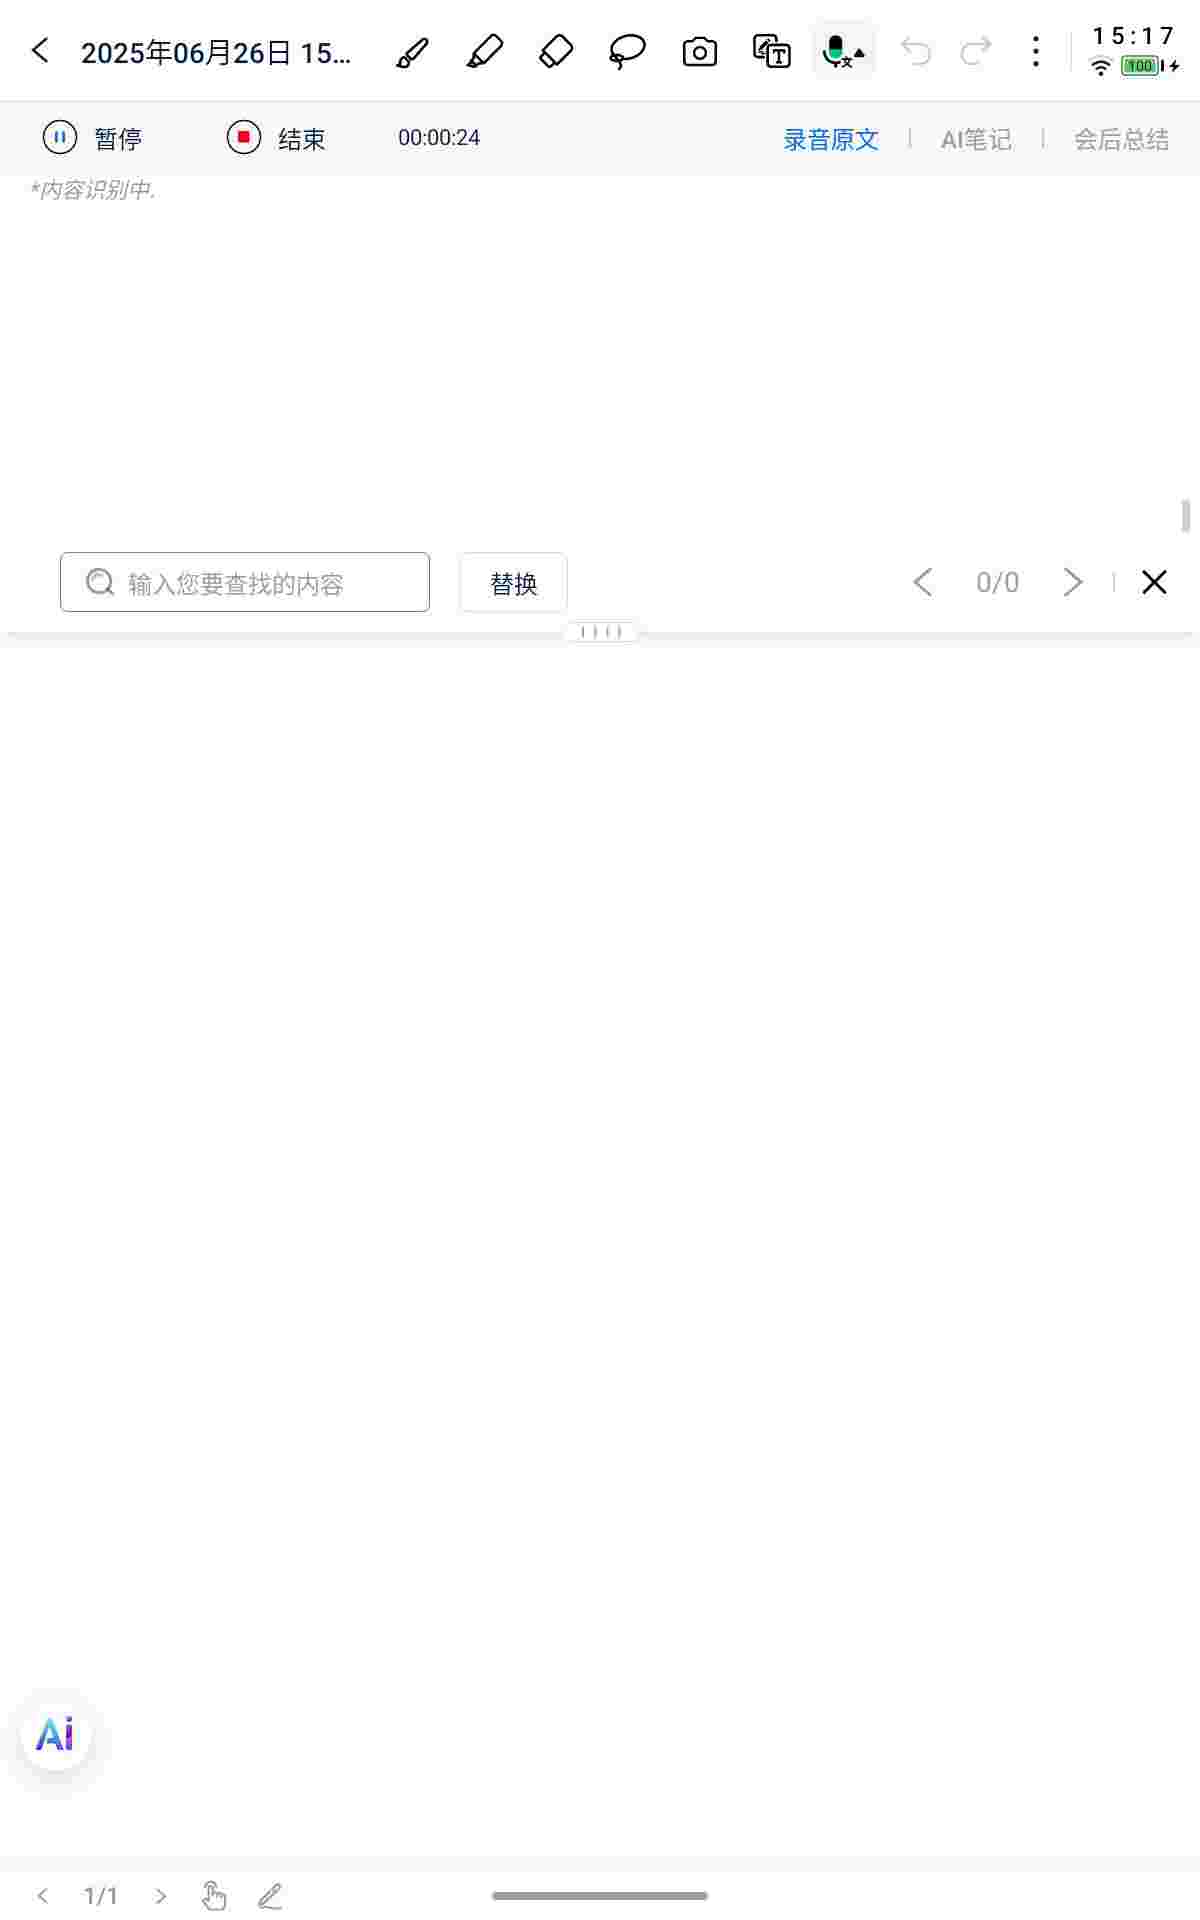 2025年06月26日 15...
15:17
100
暂停
结束
00:00:24
录音原文
AI笔记
会后总结
*内容识别中.
输入您要查找的内容
替换
0/0
Ai
1/1